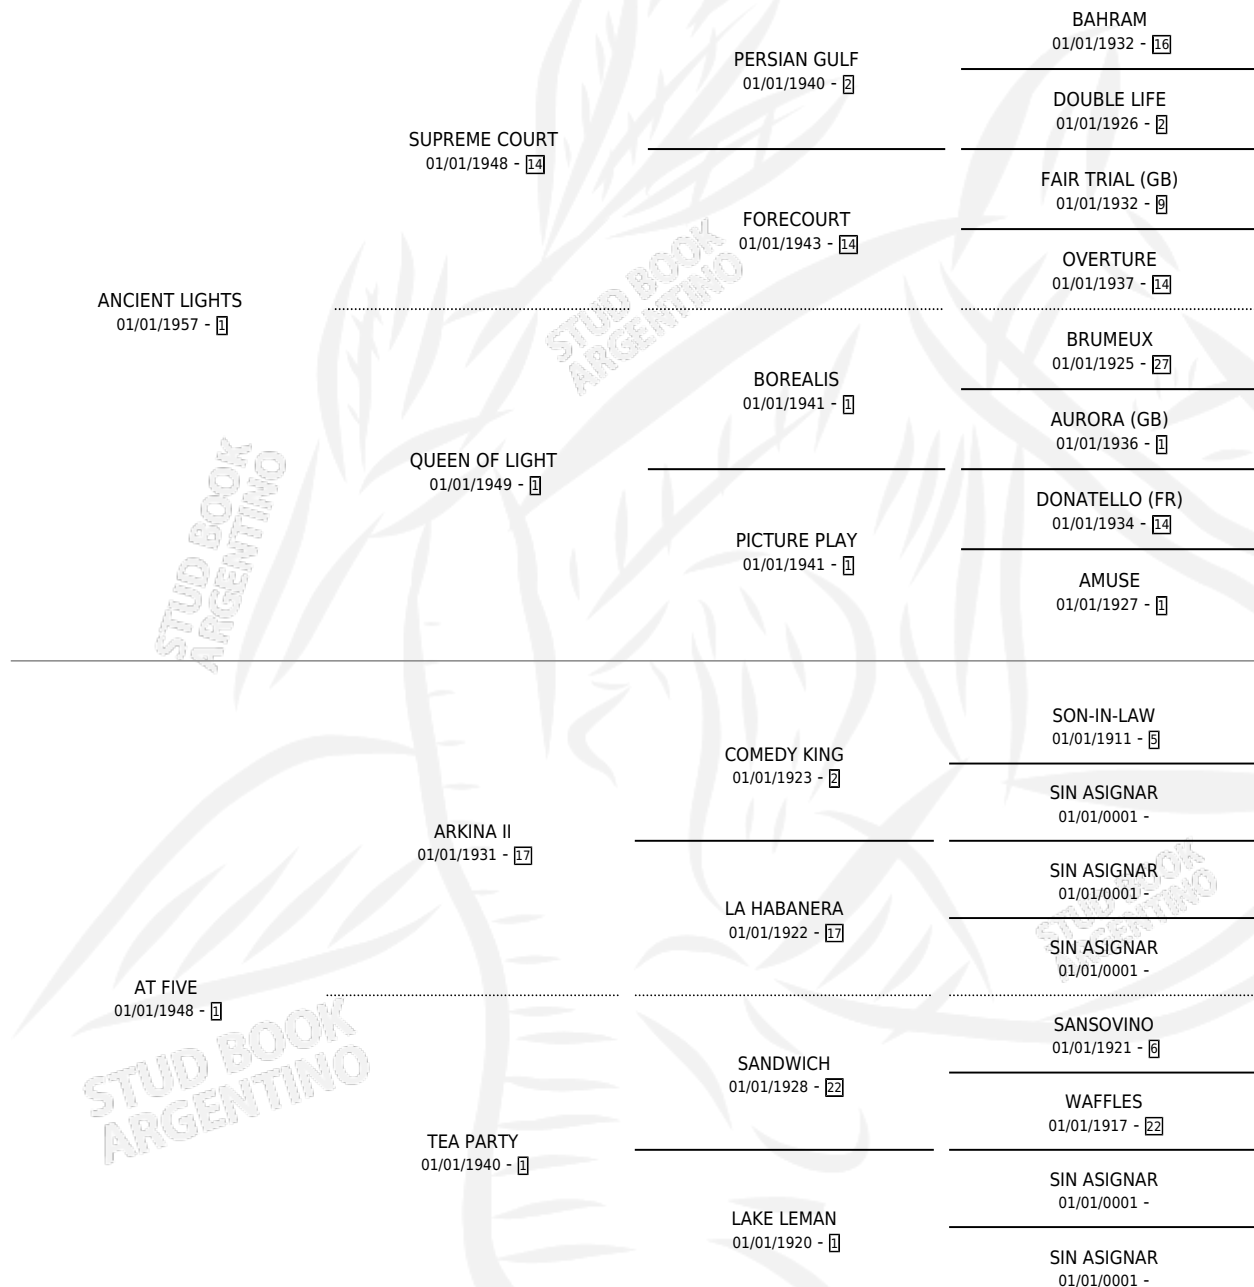 BAHRAM
01/01/1932 - 16
PERSIAN GULF
01/01/1940 - 2
DOUBLE LIFE
01/01/1926 - 2
SUPREME COURT
01/01/1948 - 14
FAIR TRIAL (GB)
01/01/1932 - 9
FORECOURT
01/01/1943 - 14
OVERTURE
01/01/1937 - 14
ANCIENT LIGHTS
01/01/1957 - 1
BRUMEUX
01/01/1925 - 27
BOREALIS
01/01/1941 - 1
AURORA (GB)
01/01/1936 - 1
QUEEN OF LIGHT
01/01/1949 - 1
DONATELLO (FR)
01/01/1934 - 14
PICTURE PLAY
01/01/1941 - 1
AMUSE
01/01/1927 - 1
SON-IN-LAW
01/01/1911 - 5
COMEDY KING
01/01/1923 - 2
SIN ASIGNAR
01/01/0001 -
ARKINA II
01/01/1931 - 17
SIN ASIGNAR
01/01/0001 -
LA HABANERA
01/01/1922 - 17
SIN ASIGNAR
01/01/0001 -
AT FIVE
01/01/1948 - 1
SANSOVINO
01/01/1921 - 6
SANDWICH
01/01/1928 - 22
WAFFLES
01/01/1917 - 22
TEA PARTY
01/01/1940 - 1
SIN ASIGNAR
01/01/0001 -
LAKE LEMAN
01/01/1920 - 1
SIN ASIGNAR
01/01/0001 -
STUD BOOK
ARGENTINO
STUD BOOK
ARGENTINO
STUD BOOK
ARGENTINO
STUD BOOK
ARGENTINO